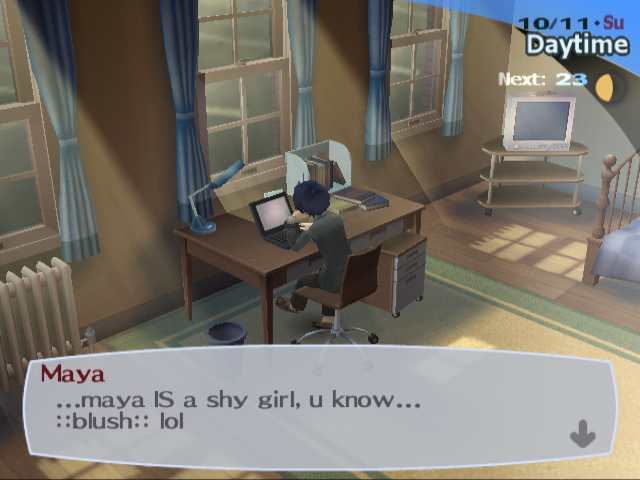 10/11·Su
Daytime
Next: 23
Maya
...maya IS a shy girl, u know...
::blush:: lol